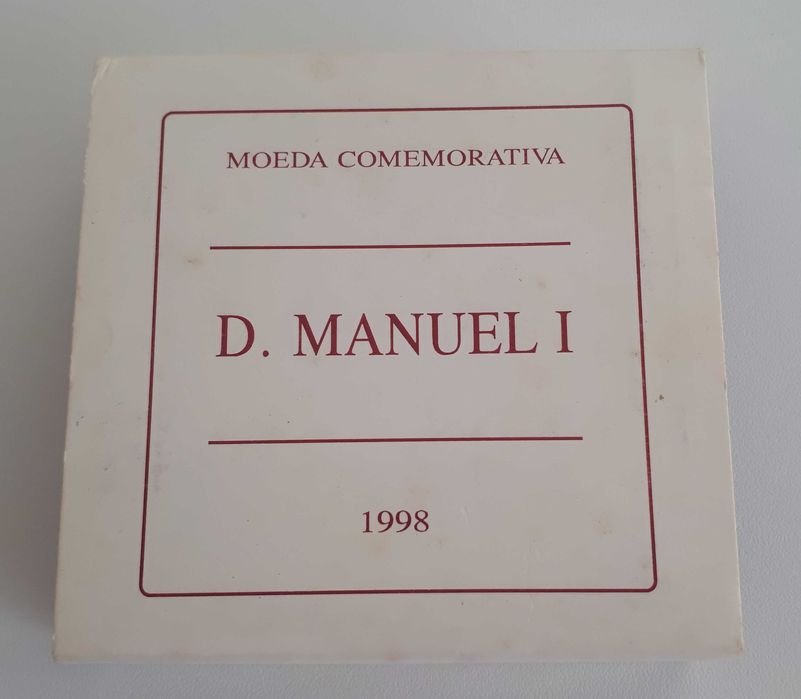 MOEDA COMEMORATIVA
D. MANUEL I
1998